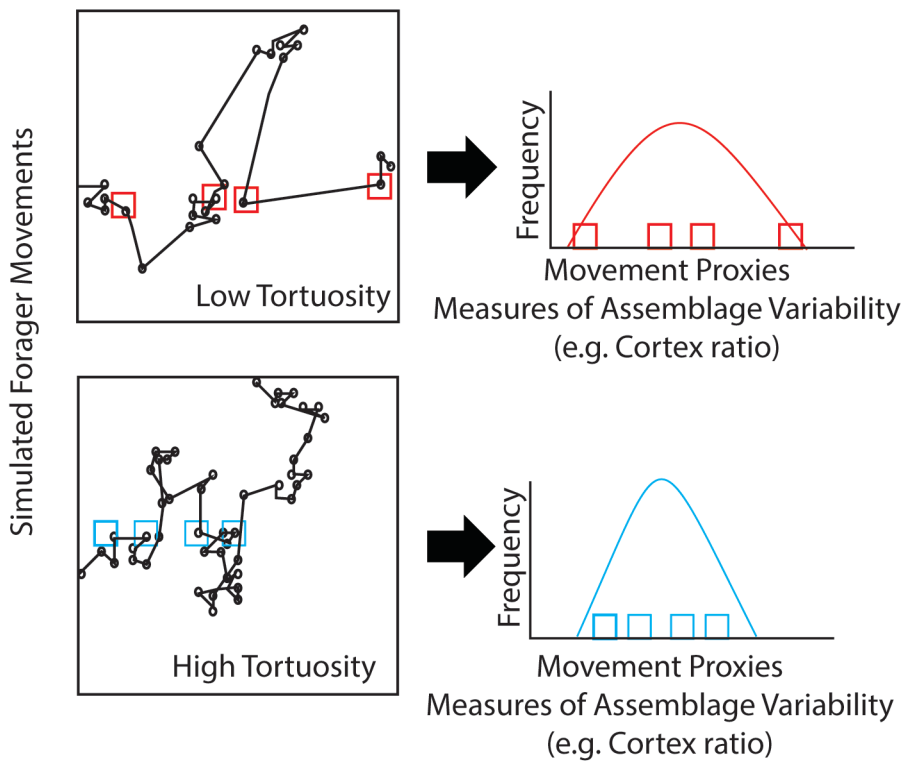 Simulated Forager Movements
Low Tortuosity
Frequency
Movement Proxies
Measures of Assemblage Variability
(e.g. Cortex ratio)
High Tortuosity
Frequency
Movement Proxies
Measures of Assemblage Variability
(e.g. Cortex ratio)